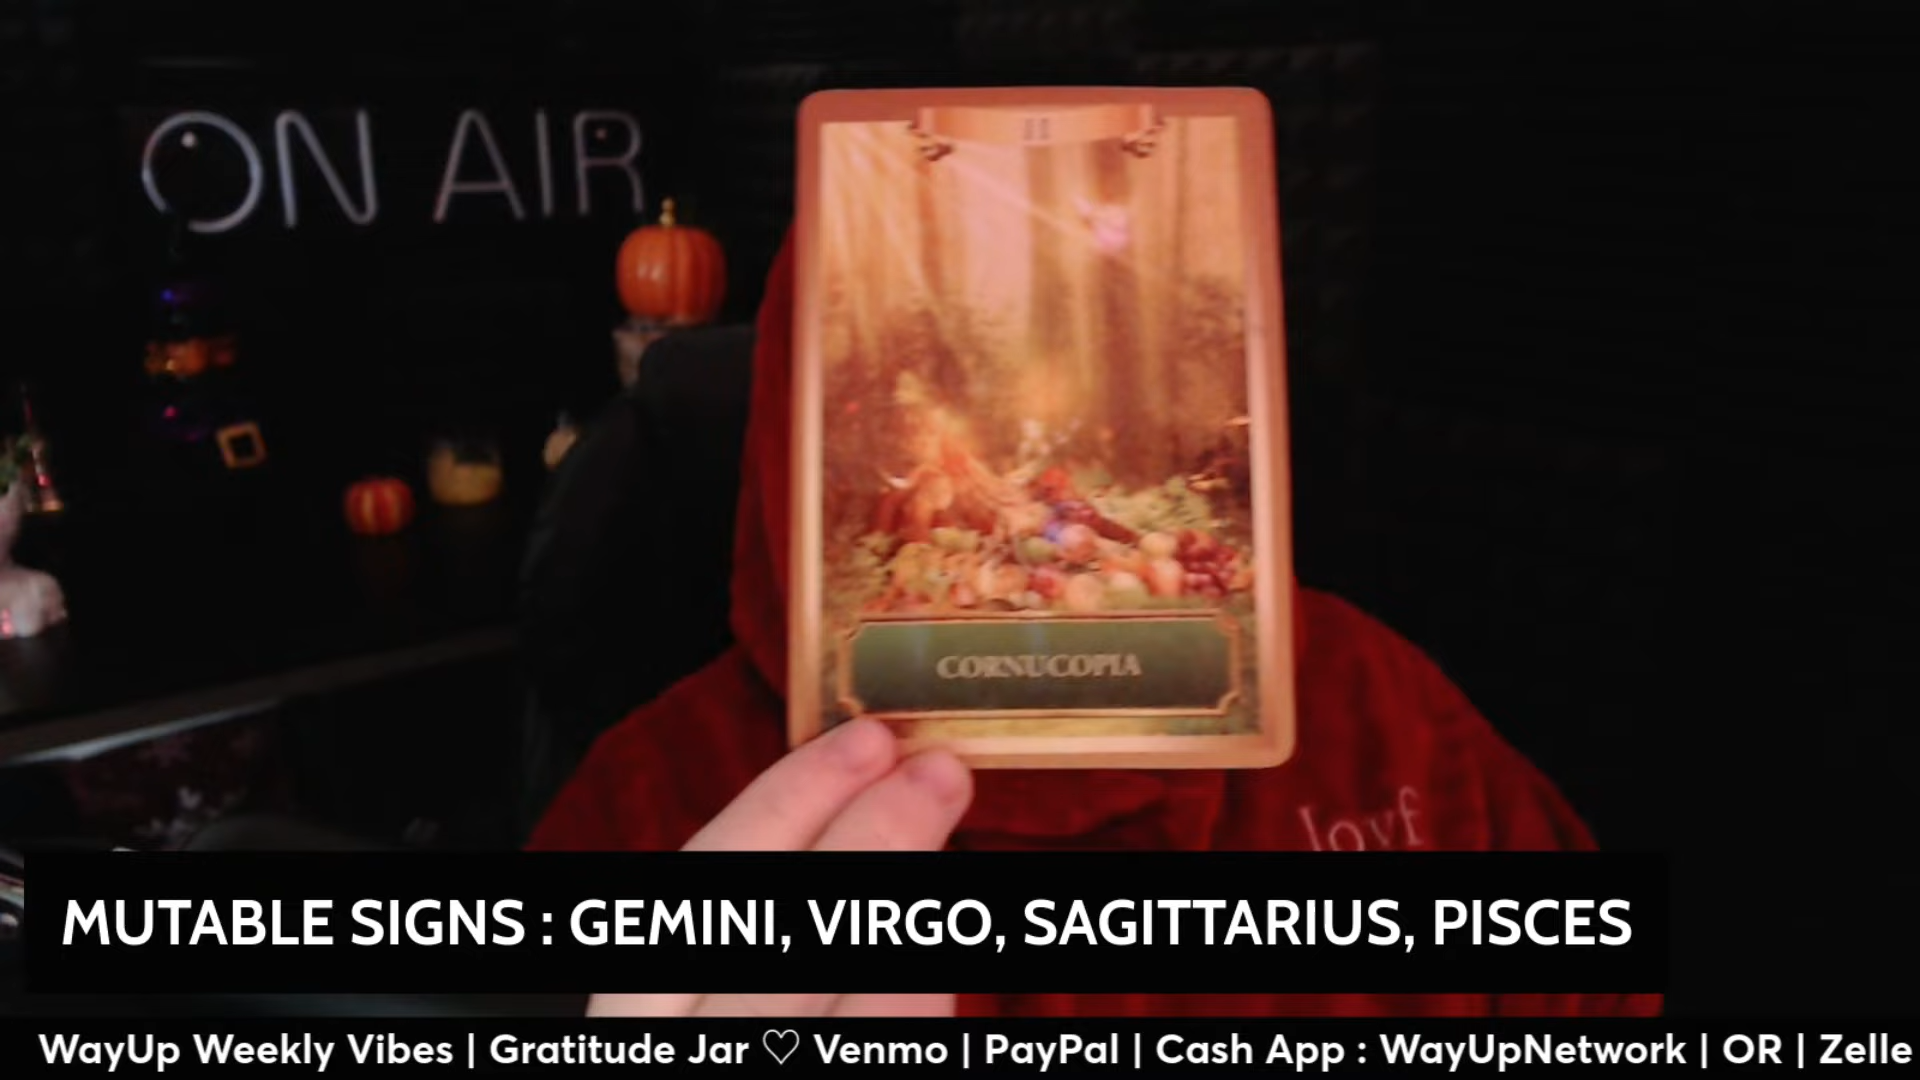 ON AIR
11
CORNUCOPIA
MUTABLE SIGNS : GEMINI, VIRGO, SAGITTARIUS, PISCES
WayUp Weekly Vibes | Gratitude Jar ♡ Venmo | PayPal | Cash App : WayUpNetwork | OR | Zelle